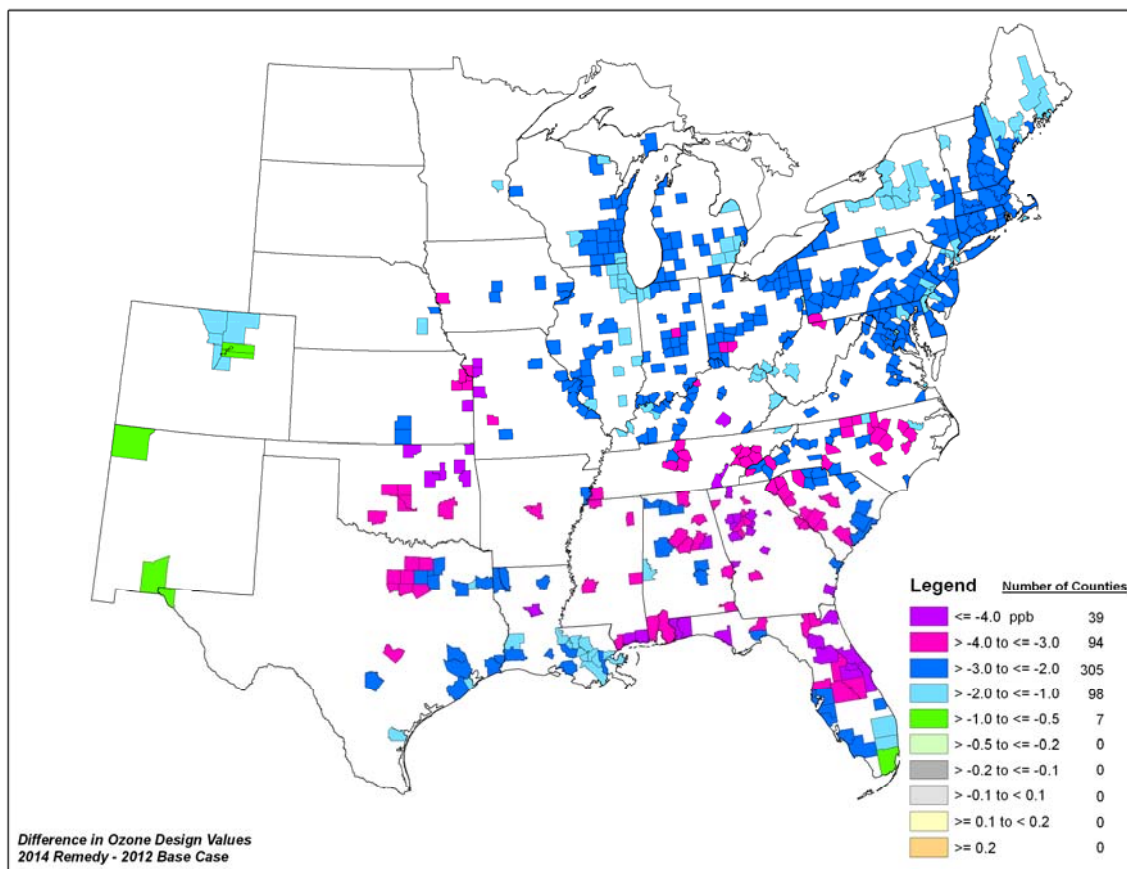 Legend Number of Counties
<= -4.0 ppb 39
> -4.0 to <= -3.0 94
> -3.0 to <= -2.0 305
> -2.0 to <= -1.0 98
> -1.0 to <= -0.5 7
> -0.5 to <= -0.2 0
> -0.2 to <= -0.1 0
> -0.1 to < 0.1 0
>= 0.1 to < 0.2 0
>= 0.2 0
Difference in Ozone Design Values
2014 Remedy - 2012 Base Case